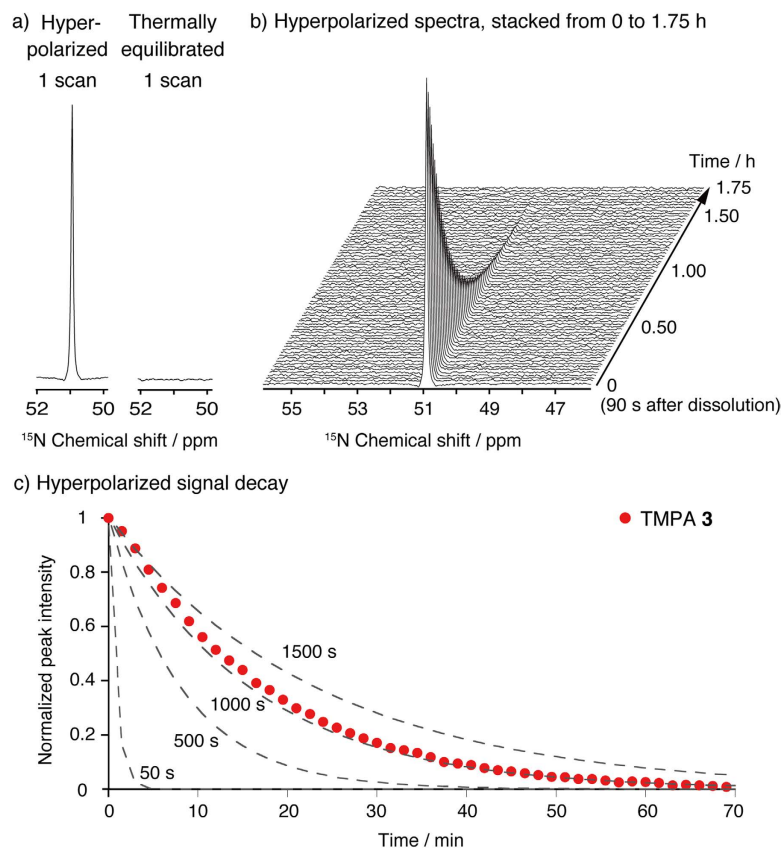 a) Hyper-
polarized
1 scan
Thermally
equilibrated
1 scan
52 50 52 50
¹⁵N Chemical shift / ppm
b) Hyperpolarized spectra, stacked from 0 to 1.75 h
Time / h
1.75
1.50
1.00
0.50
0
(90 s after dissolution)
55 53 51 49 47
¹⁵N Chemical shift / ppm
c) Hyperpolarized signal decay
TMPA 3
Normalized peak intensity
1
0.8
0.6
0.4
0.2
0
1500 s
1000 s
500 s
50 s
0 10 20 30 40 50 60 70
Time / min